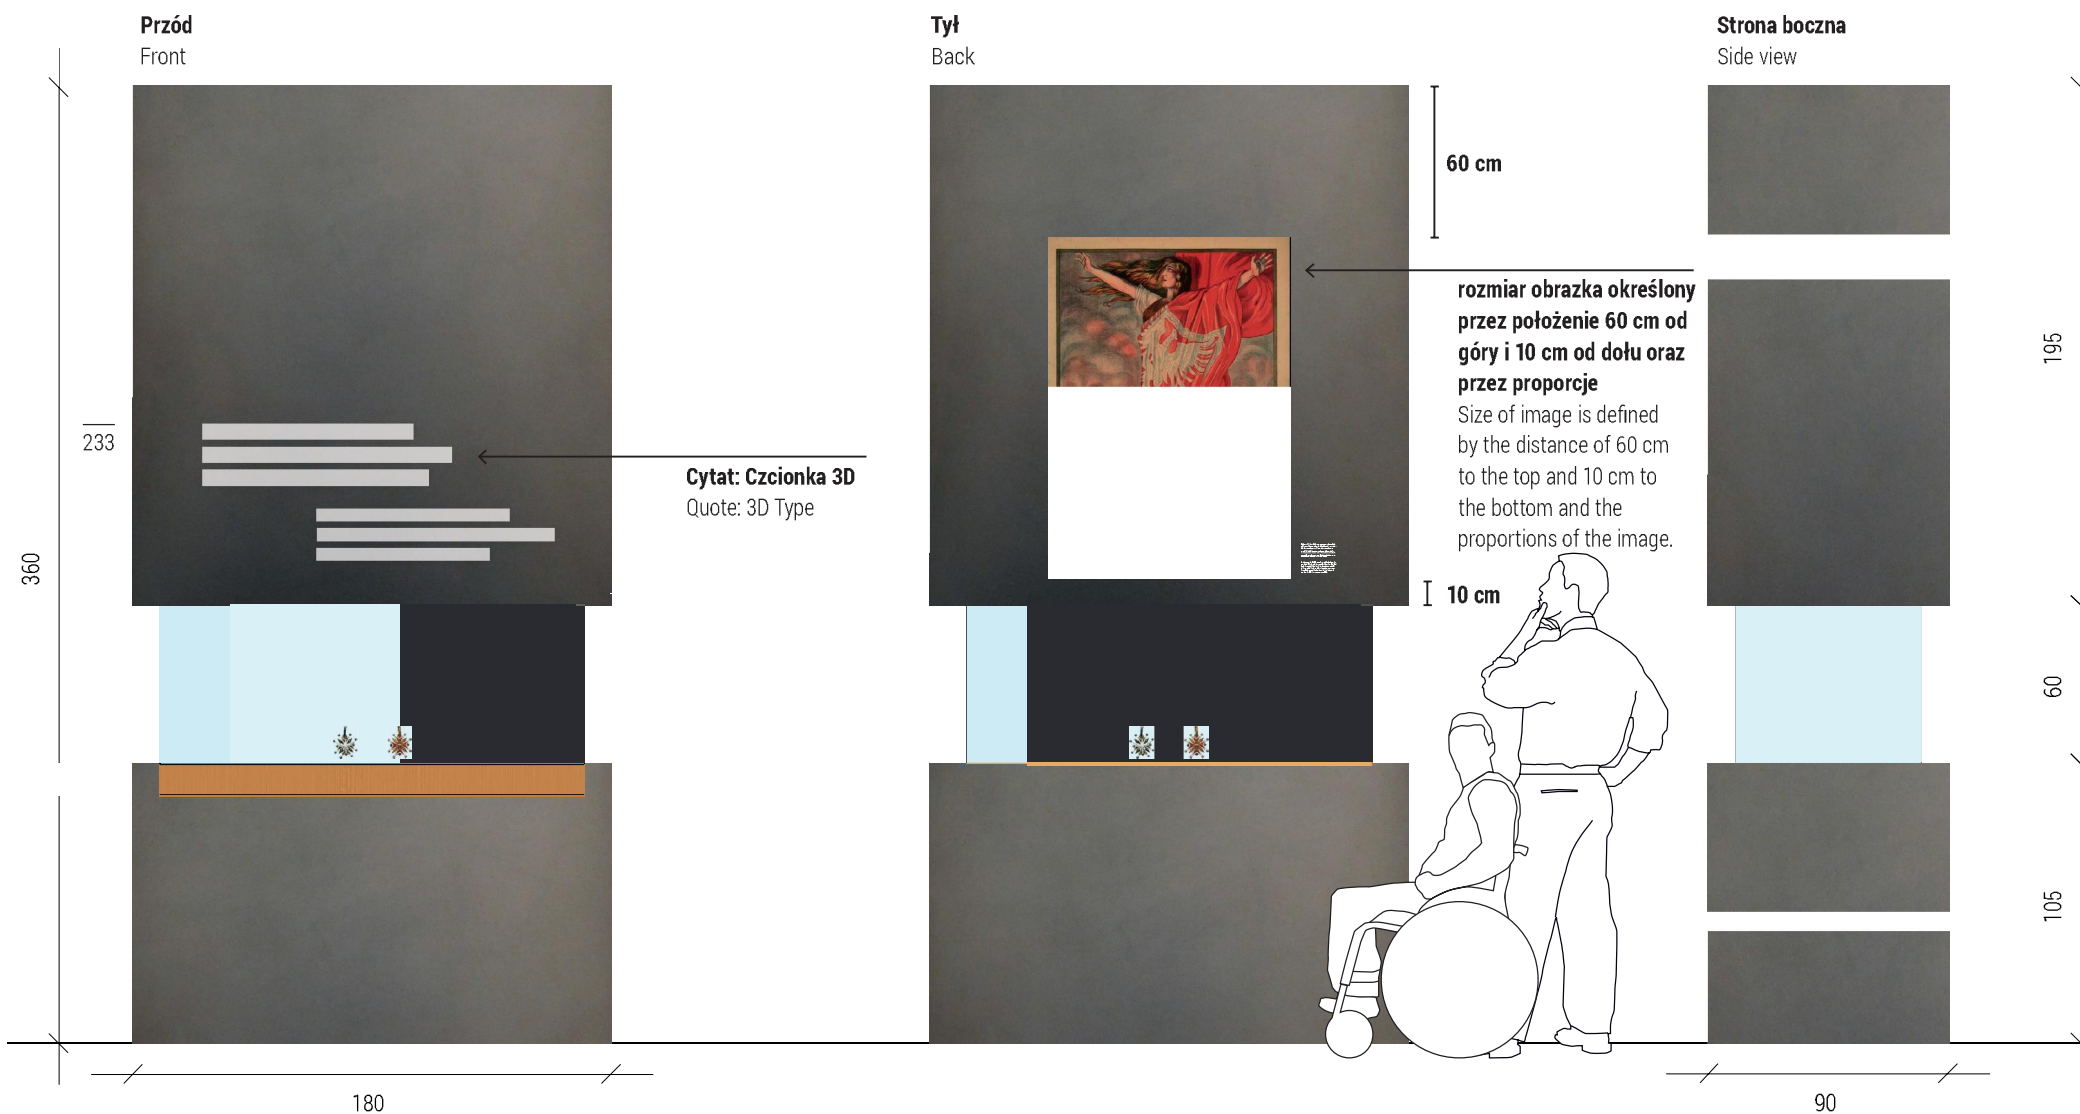 Przód
Front
Tył
Back
Strona boczna
Side view
60 cm
rozmiar obrazka określony
przez położenie 60 cm od
góry i 10 cm od dołu oraz
przez proporcje
Size of image is defined
by the distance of 60 cm
to the top and 10 cm to
the bottom and the
proportions of the image.
195
233
Cytat: Czcionka 3D
Quote: 3D Type
360
10 cm
60
105
180
90